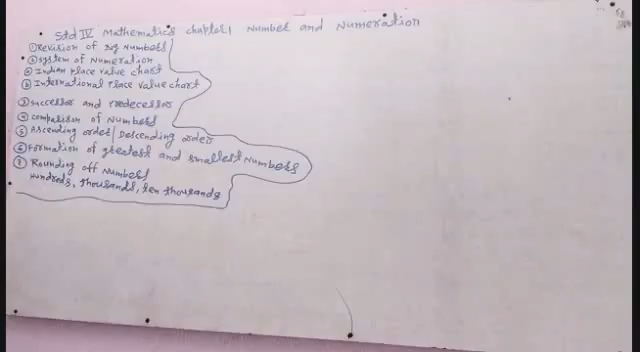 Std IV Mathematics chapter 1 Number and Numeration
① Revision of Numbers
② System of Numeration
ⓐ Indian place value chart
ⓑ International Place value chart
③ Successor and Predecessor
④ Comparison of Numbers
⑤ Ascending order/Descending order
⑥ Formation of greatest and smallest Numbers
⑦ Rounding off Numbers
Hundreds, Thousands, Ten thousands